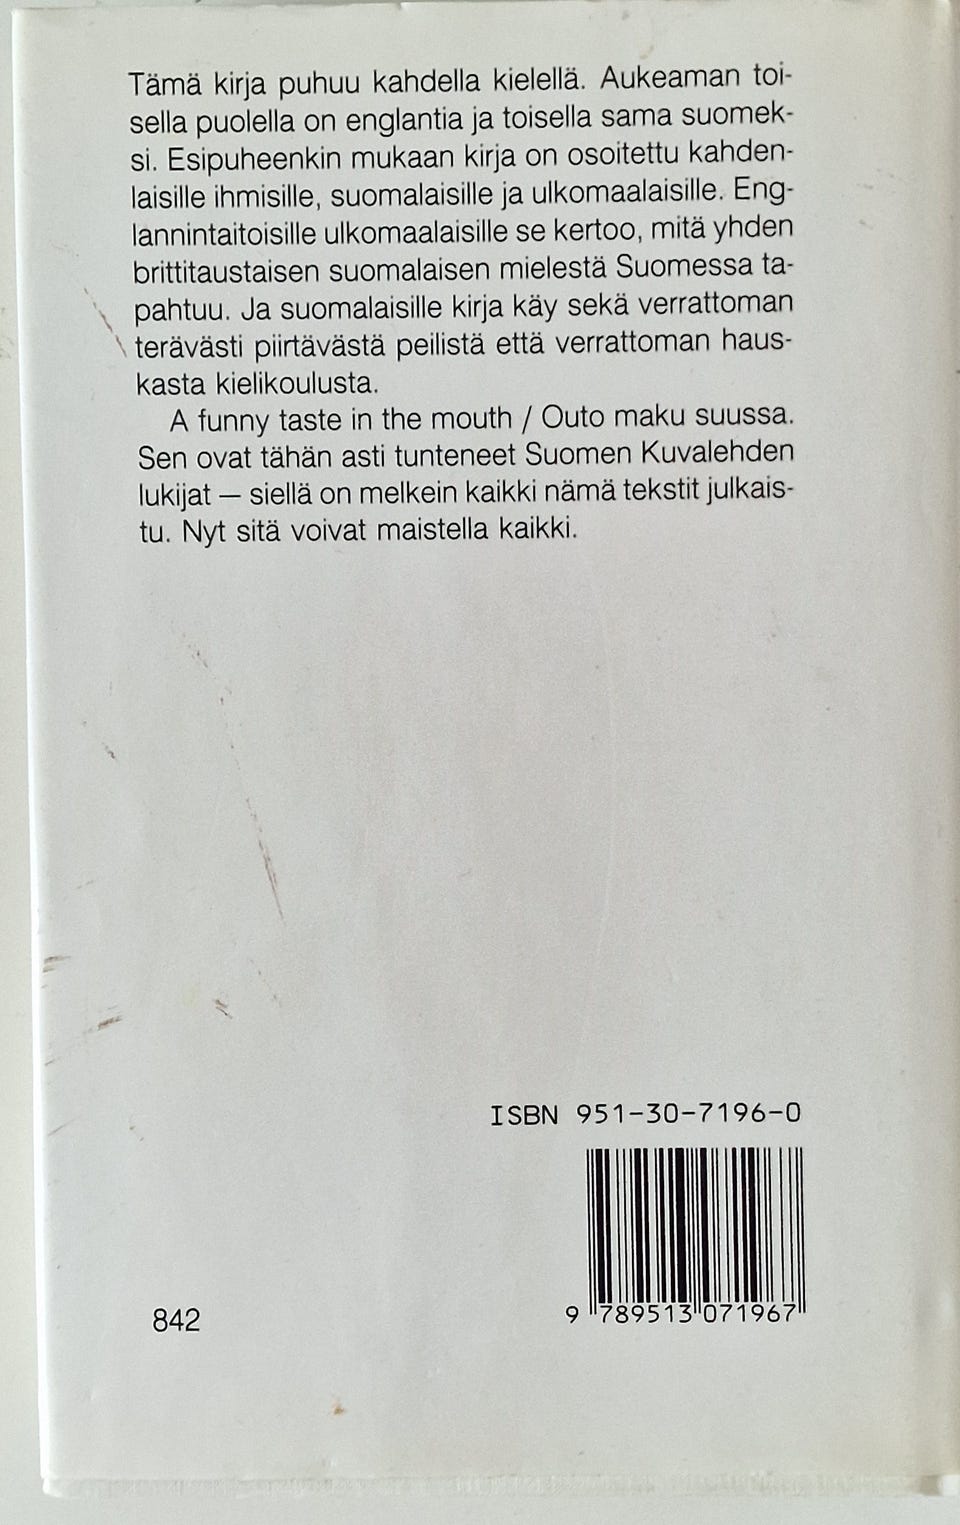 Tämä kirja puhuu kahdella kielellä. Aukeaman toi-
sella puolella on englantia ja toisella sama suomek-
si. Esipuheenkin mukaan kirja on osoitettu kahden-
laisille ihmisille, suomalaisille ja ulkomaalaisille. Eng-
lannintaitoisille ulkomaalaisille se kertoo, mitä yhden
brittitaustaisen suomalaisen mielestä Suomessa ta-
pahtuu. Ja suomalaisille kirja käy sekä verrattoman
terävästi piirtävästä peilistä että verrattoman haus-
kasta kielikoulusta.
A funny taste in the mouth / Outo maku suussa.
Sen ovat tähän asti tunteneet Suomen Kuvalehden
lukijat — siellä on melkein kaikki nämä tekstit julkais-
tu. Nyt sitä voivat maistella kaikki.
ISBN 951-30-7196-0
9 789513 071967
842